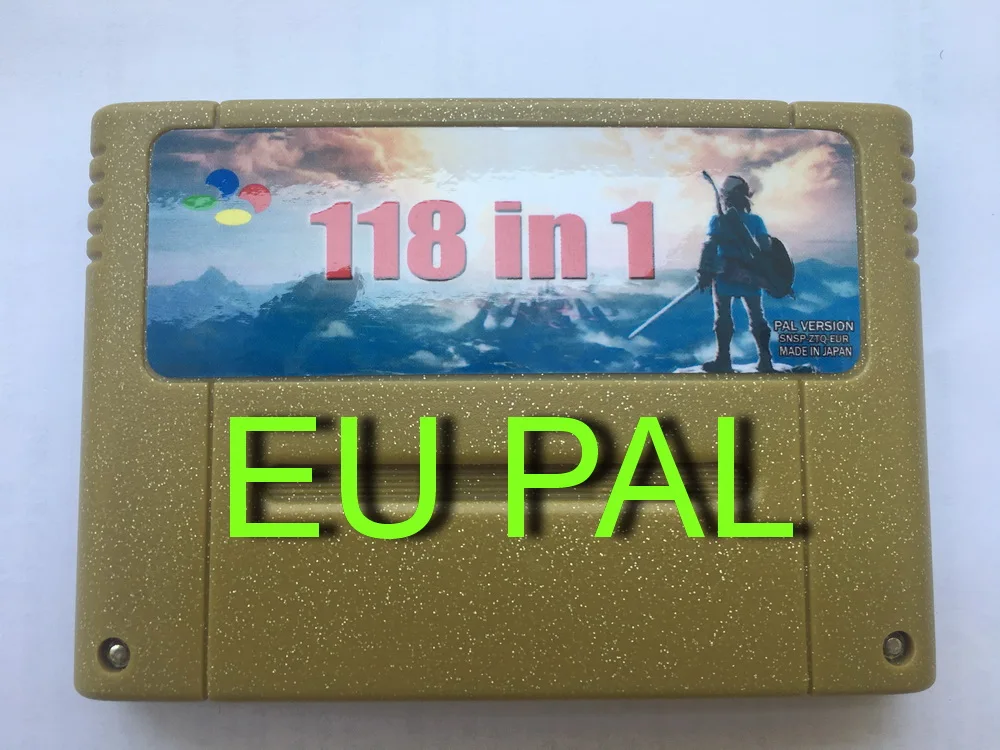 118 in 1
PAL VERSION
SNSP-ZTQ-EUR
MADE IN JAPAN
EU PAL